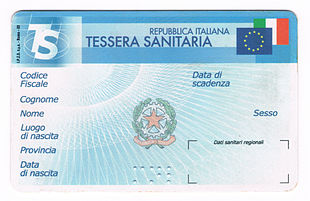 REPUBBLICA ITALIANA
TESSERA SANITARIA
TS
Codice
Fiscale
Data di
scadenza
Cognome
Nome
Sesso
Luogo
di nascita
Dati sanitari regionali
Provincia
Data
di nascita